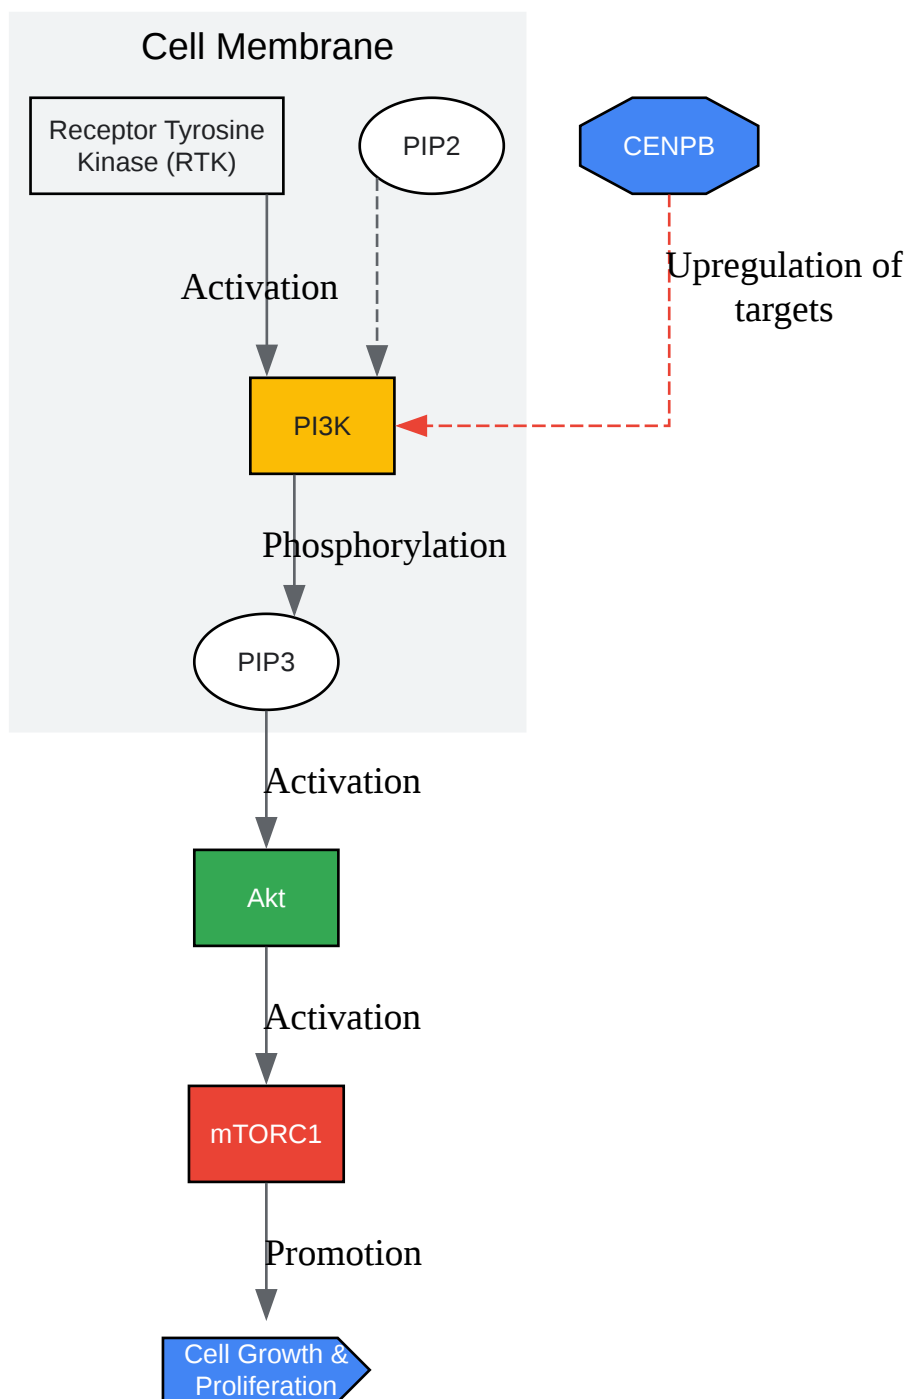 Cell Membrane
Receptor Tyrosine
Kinase (RTK)
PIP2
CENPB
Activation
Upregulation of
targets
PI3K
Phosphorylation
PIP3
Activation
Akt
Activation
mTORC1
Promotion
Cell Growth &
Proliferation